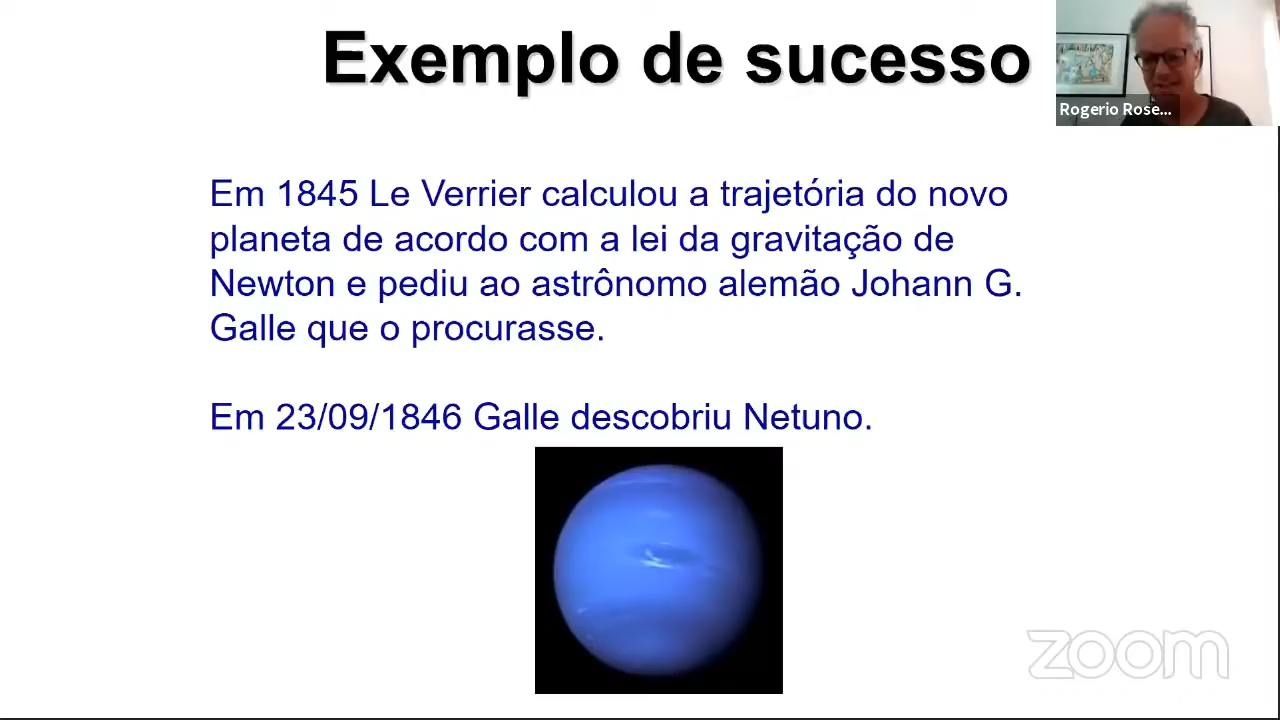 Exemplo de sucesso
Rogerio Rose...
Em 1845 Le Verrier calculou a trajetória do novo
planeta de acordo com a lei da gravitação de
Newton e pediu ao astrônomo alemão Johann G.
Galle que o procurasse.
Em 23/09/1846 Galle descobriu Netuno.
zoom